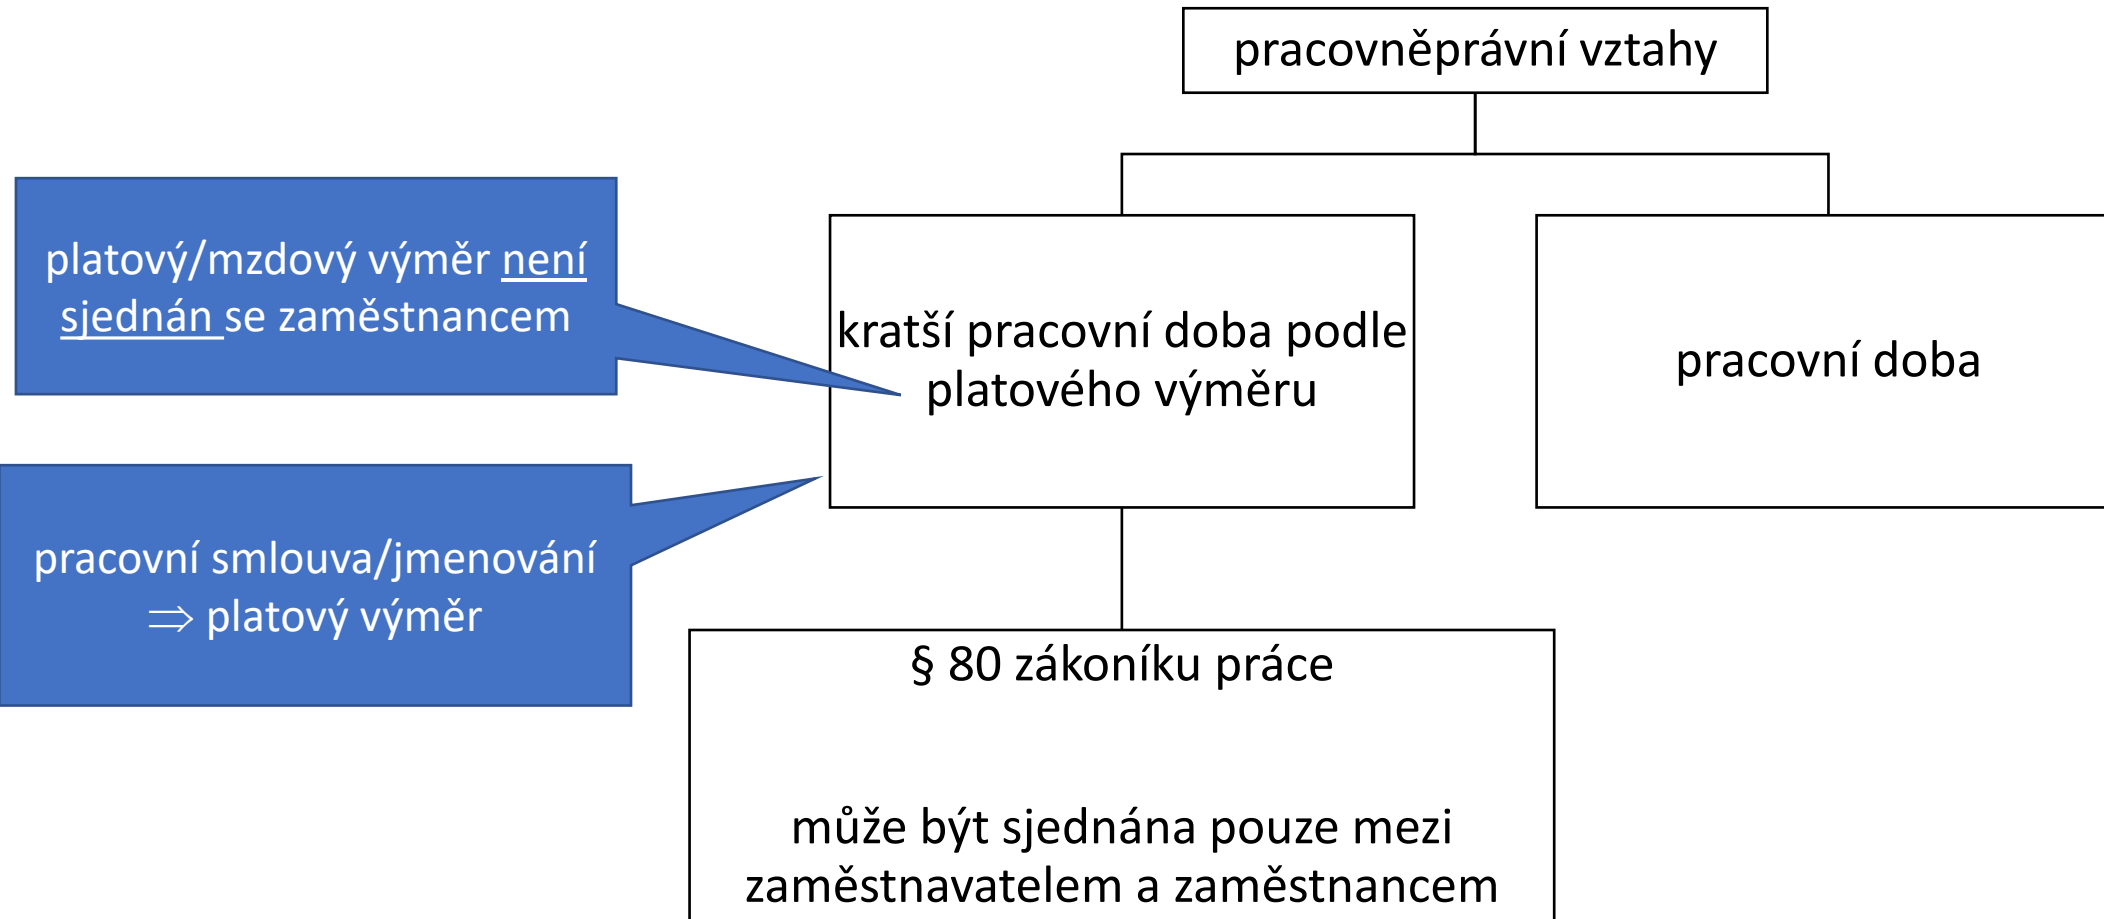 pracovněprávní vztahy
platový/mzdový výměr není
sjednán se zaměstnancem
kratší pracovní doba podle
platového výměru
pracovní doba
pracovní smlouva/jmenování
⇒ platový výměr
§ 80 zákoníku práce
může být sjednána pouze mezi
zaměstnavatelem a zaměstnancem